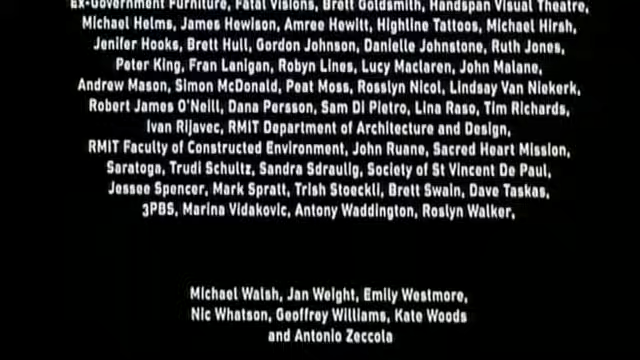 Ex-Government Furniture, Fatal Visions, Brett Goldsmith, Handspan Visual Theatre,
Michael Helms, James Hewison, Amree Hewitt, Highline Tattoos, Michael Hirsh,
Jenifer Hooks, Brett Hull, Gordon Johnson, Danielle Johnstone, Ruth Jones,
Peter King, Fran Lanigan, Robyn Lines, Lucy Maclaren, John Malane,
Andrew Mason, Simon McDonald, Peat Moss, Rosslyn Nicol, Lindsay Van Niekerk,
Robert James O'Neill, Dana Persson, Sam Di Pietro, Lina Raso, Tim Richards,
Ivan Rijavec, RMIT Department of Architecture and Design,
RMIT Faculty of Constructed Environment, John Ruane, Sacred Heart Mission,
Saratoga, Trudi Schultz, Sandra Sdraulig, Society of St Vincent De Paul,
Jessee Spencer, Mark Spratt, Trish Stoeckli, Brett Swain, Dave Taskas,
3PBS, Marina Vidakovic, Antony Waddington, Roslyn Walker,
Michael Walsh, Jan Weight, Emily Westmore,
Nic Whatson, Geoffrey Williams, Kate Woods
and Antonio Zeccola